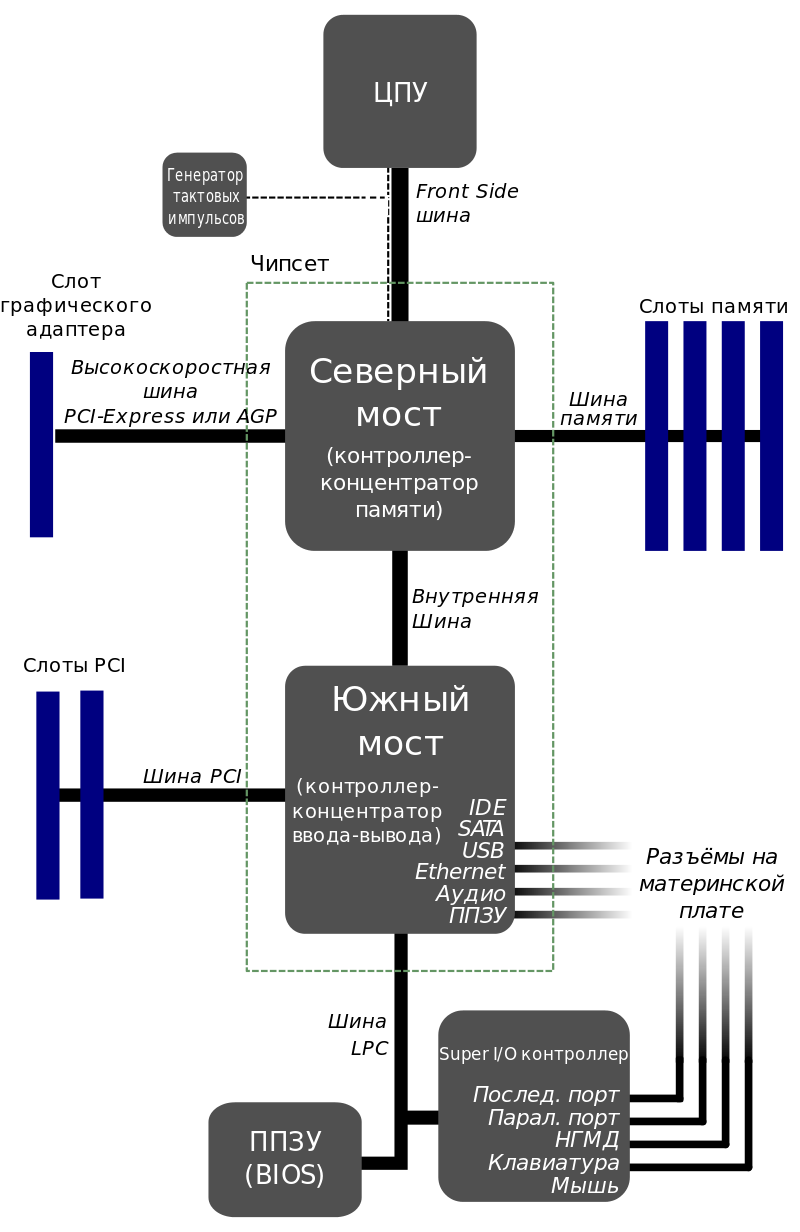 ЦПУ
Генератор
тактовых
импульсов
Front Side
шина
Чипсет
Слот
графического
адаптера
Слоты памяти
Высокоскоростная
шина
PCI-Express или AGP
Северный
мост
(контроллер-
концентратор
памяти)
Шина
памяти
Внутренняя
Шина
Слоты PCI
Шина PCI
Южный
мост
(контроллер-
концентратор
ввода-вывода)
IDE
SATA
USB
Ethernet
Аудио
ППЗУ
Разъёмы на
материнской
плате
Шина
LPC
Super I/O контроллер
Послед. порт
Парал. порт
НГМД
Клавиатура
Мышь
ППЗУ
(BIOS)